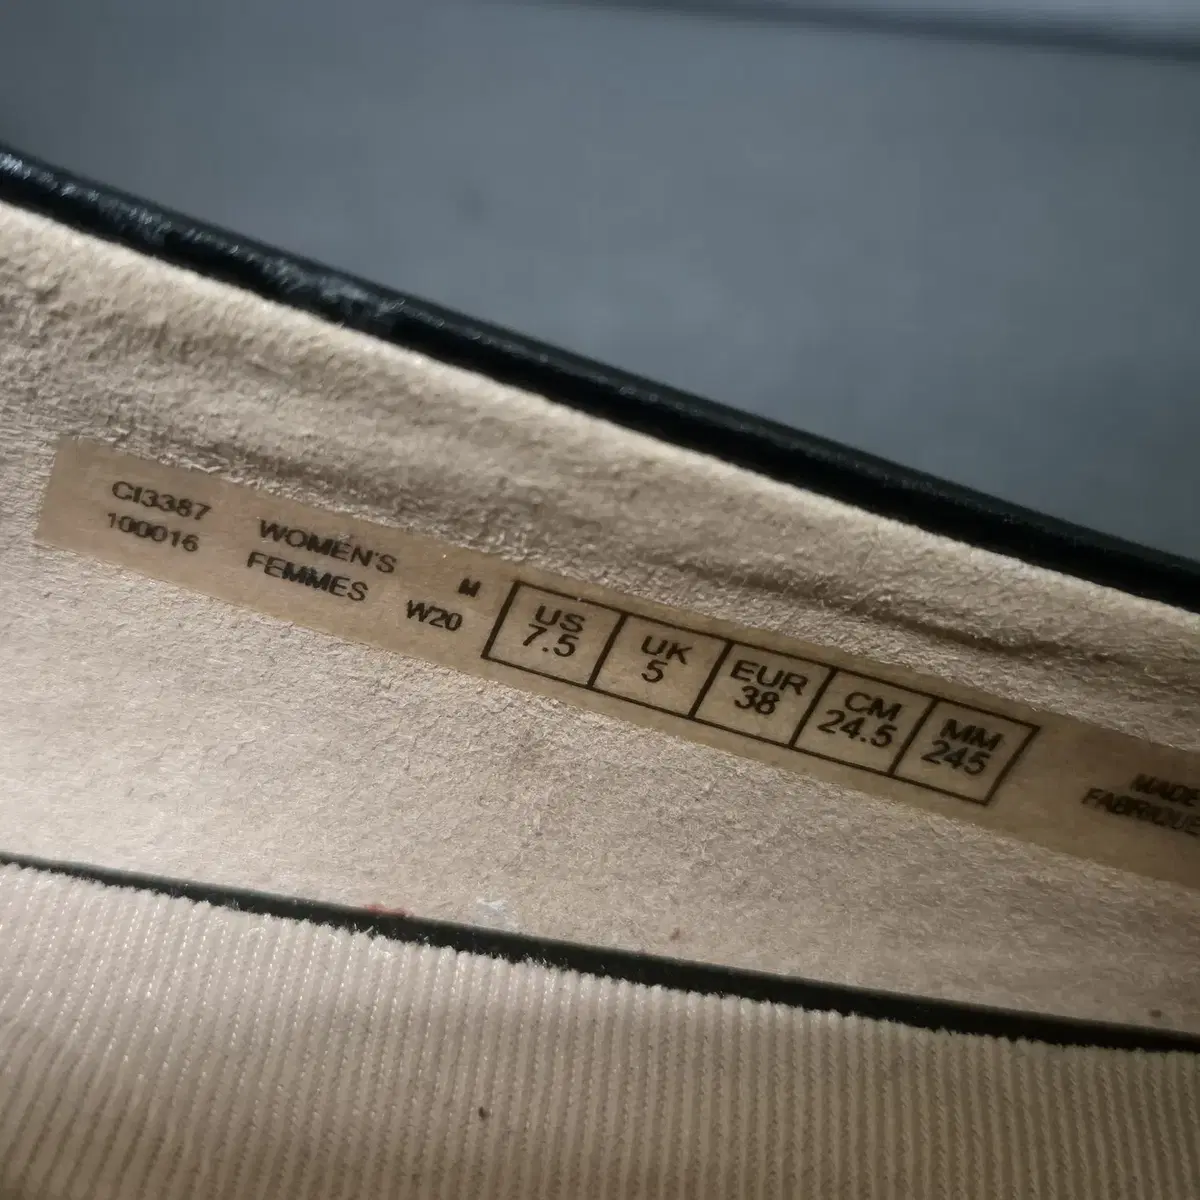 CI3387
100016
WOMEN'S
FEMMES
M
W20
US
7.5
UK
5
EUR
38
CM
24.5
MM
245
MADE
FABRIQUE